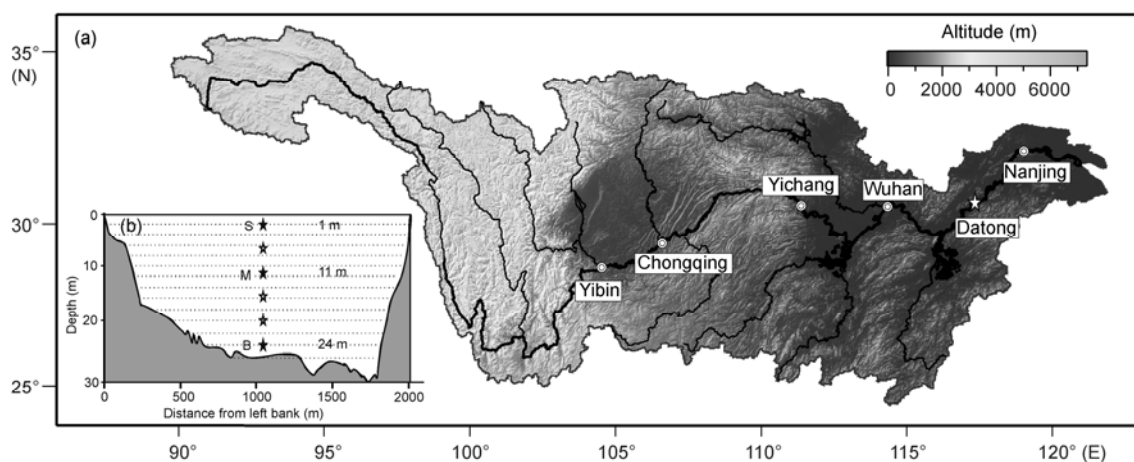 (a)
Altitude (m)
0 2000 4000 6000
35°
(N)
30°
25°
Yibin
Chongqing
Yichang
Wuhan
Datong
Nanjing
(b)
0
10
20
30
Depth (m)
S 1 m
M 11 m
B 24 m
0 500 1000 1500 2000
Distance from left bank (m)
90° 95° 100° 105° 110° 115° 120° (E)